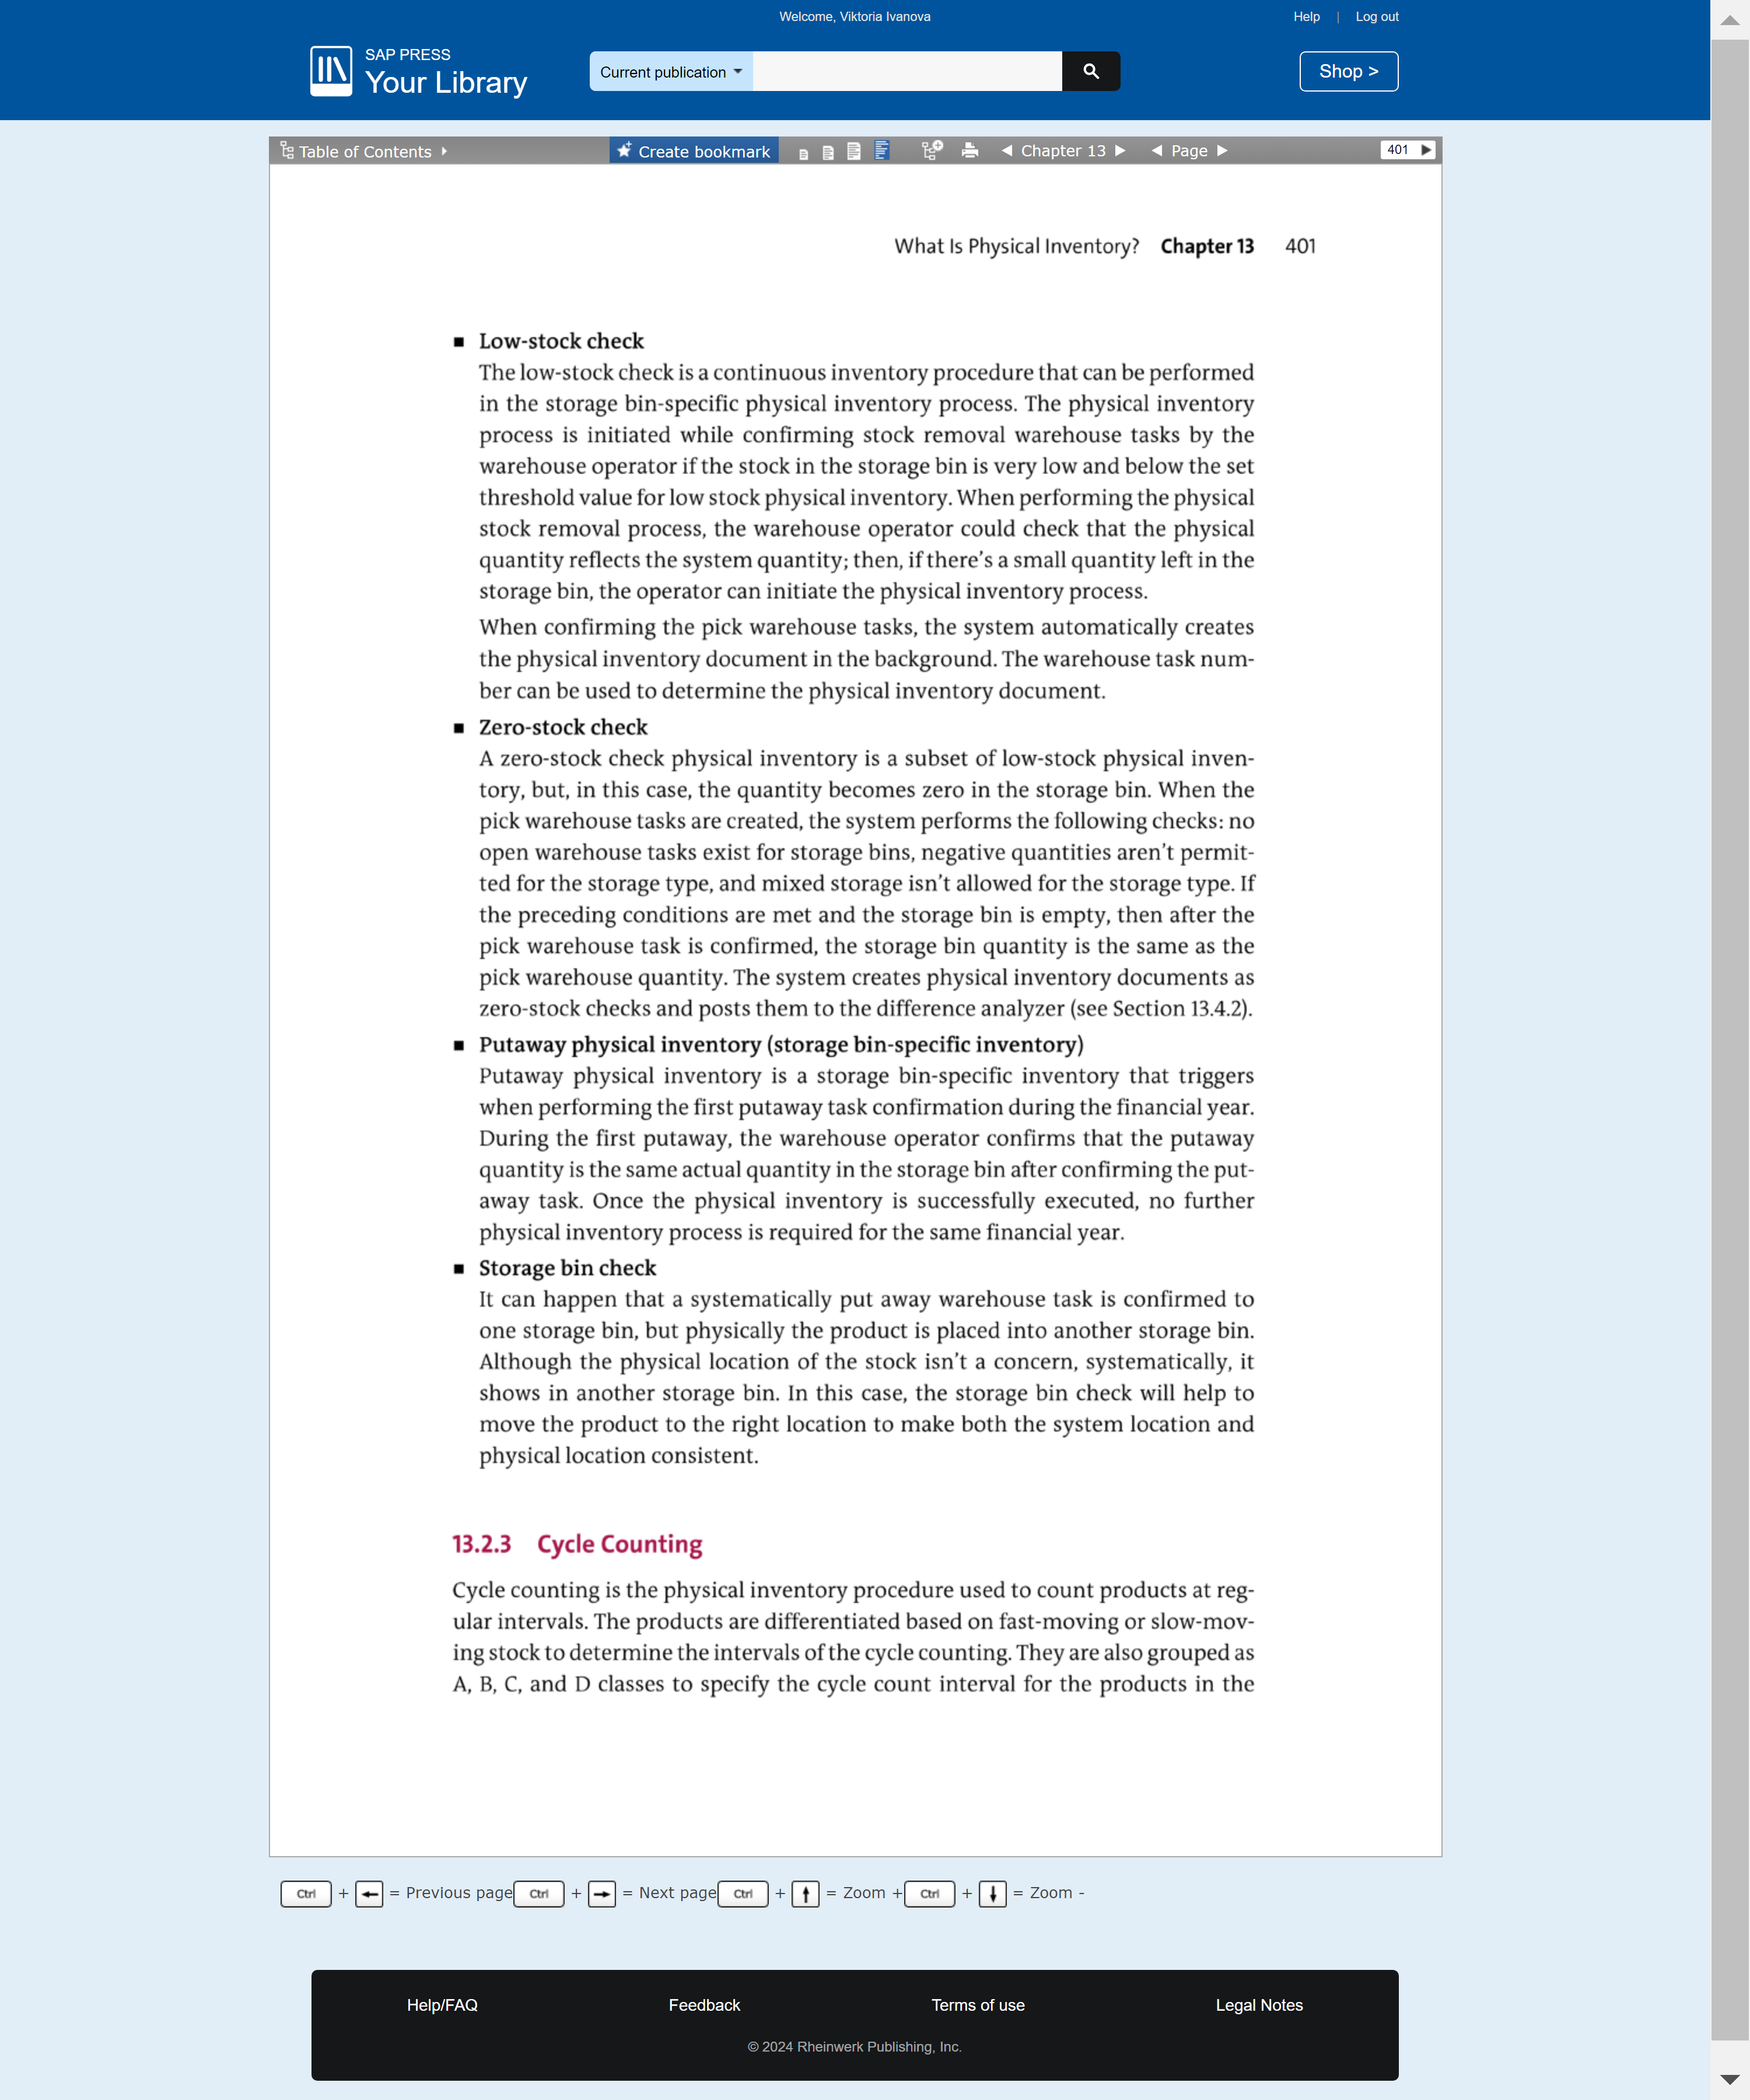 Welcome, Viktoria Ivanova
Help | Log out
SAP PRESS
Your Library
Current publication
Shop >
Table of Contents
Create bookmark
Chapter 13
Page
401
What Is Physical Inventory? Chapter 13 401
■ Low-stock check
The low-stock check is a continuous inventory procedure that can be performed
in the storage bin-specific physical inventory process. The physical inventory
process is initiated while confirming stock removal warehouse tasks by the
warehouse operator if the stock in the storage bin is very low and below the set
threshold value for low stock physical inventory. When performing the physical
stock removal process, the warehouse operator could check that the physical
quantity reflects the system quantity; then, if there's a small quantity left in the
storage bin, the operator can initiate the physical inventory process.
When confirming the pick warehouse tasks, the system automatically creates
the physical inventory document in the background. The warehouse task num-
ber can be used to determine the physical inventory document.
■ Zero-stock check
A zero-stock check physical inventory is a subset of low-stock physical inven-
tory, but, in this case, the quantity becomes zero in the storage bin. When the
pick warehouse tasks are created, the system performs the following checks: no
open warehouse tasks exist for storage bins, negative quantities aren't permit-
ted for the storage type, and mixed storage isn't allowed for the storage type. If
the preceding conditions are met and the storage bin is empty, then after the
pick warehouse task is confirmed, the storage bin quantity is the same as the
pick warehouse quantity. The system creates physical inventory documents as
zero-stock checks and posts them to the difference analyzer (see Section 13.4.2).
■ Putaway physical inventory (storage bin-specific inventory)
Putaway physical inventory is a storage bin-specific inventory that triggers
when performing the first putaway task confirmation during the financial year.
During the first putaway, the warehouse operator confirms that the putaway
quantity is the same actual quantity in the storage bin after confirming the put-
away task. Once the physical inventory is successfully executed, no further
physical inventory process is required for the same financial year.
■ Storage bin check
It can happen that a systematically put away warehouse task is confirmed to
one storage bin, but physically the product is placed into another storage bin.
Although the physical location of the stock isn't a concern, systematically, it
shows in another storage bin. In this case, the storage bin check will help to
move the product to the right location to make both the system location and
physical location consistent.
13.2.3 Cycle Counting
Cycle counting is the physical inventory procedure used to count products at reg-
ular intervals. The products are differentiated based on fast-moving or slow-mov-
ing stock to determine the intervals of the cycle counting. They are also grouped as
A, B, C, and D classes to specify the cycle count interval for the products in the
Ctrl + ← = Previous page Ctrl + → = Next page Ctrl + ↑ = Zoom + Ctrl + ↓ = Zoom -
Help/FAQ
Feedback
Terms of use
Legal Notes
© 2024 Rheinwerk Publishing, Inc.